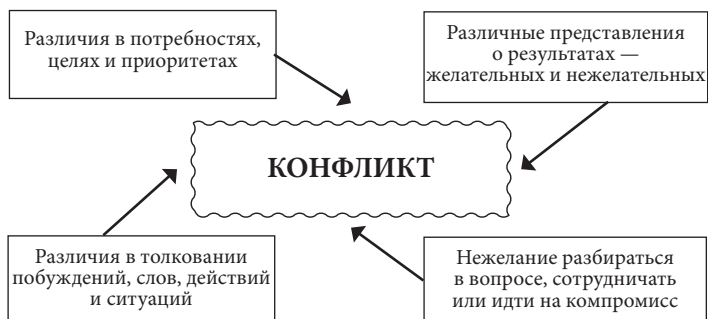 Различия в потребностях,
целях и приоритетах
Различные представления
о результатах —
желательных и нежелательных
КОНФЛИКТ
Различия в толковании
побуждений, слов, действий
и ситуаций
Нежелание разбираться
в вопросе, сотрудничать
или идти на компромисс